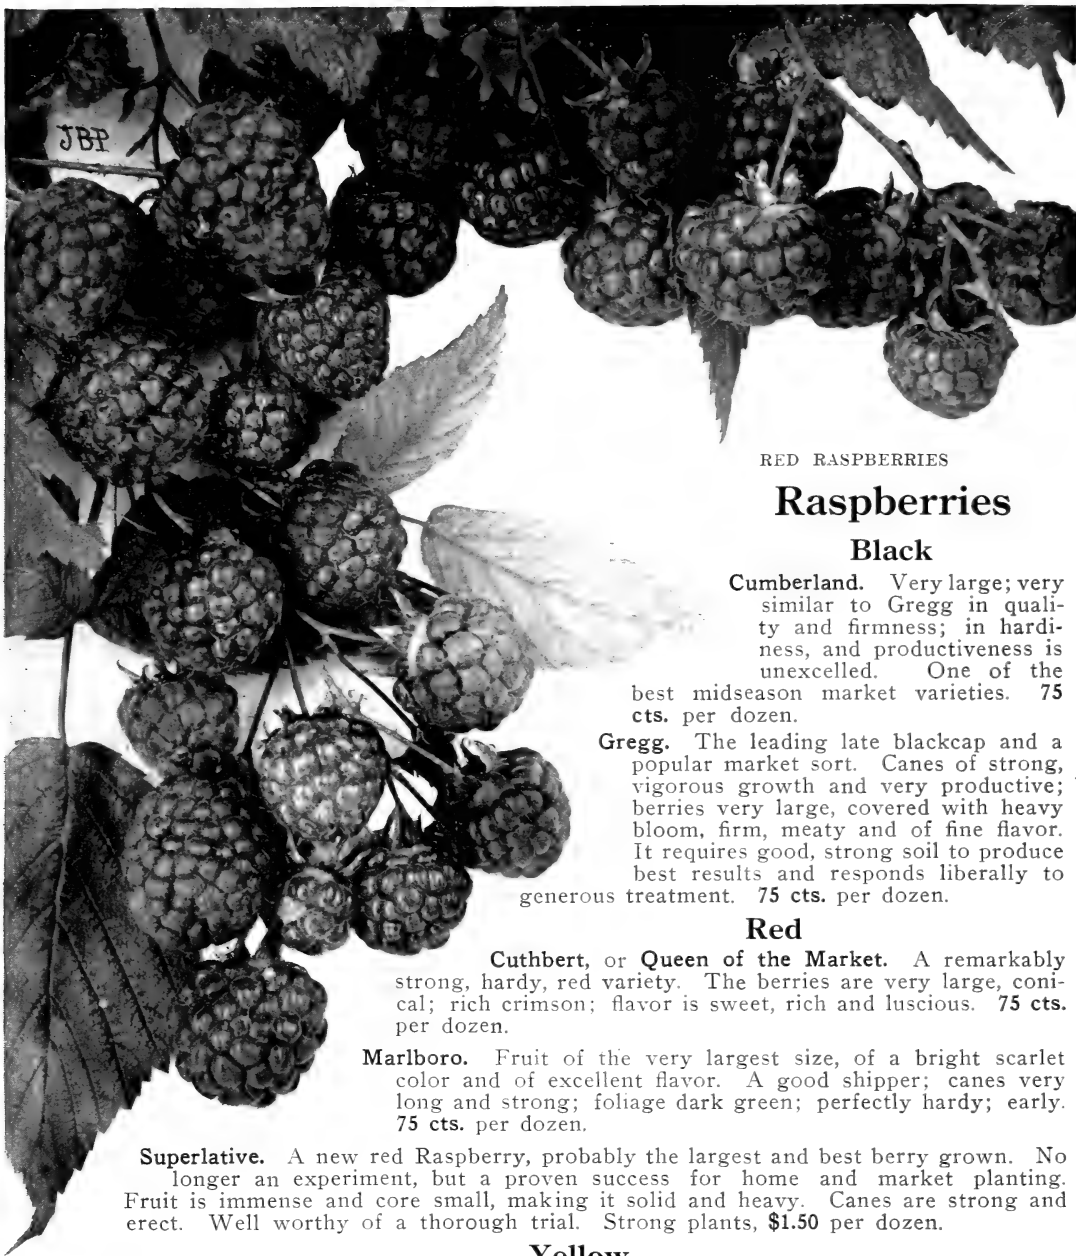 JBP
RED RASPBERRIES
Raspberries
Black
Cumberland. Very large; very
similar to Gregg in quali-
ty and firmness; in hardi-
ness, and productiveness is
unexcelled. One of the
best midseason market varieties. 75
cts. per dozen.
Gregg. The leading late blackcap and a
popular market sort. Canes of strong,
vigorous growth and very productive;
berries very large, covered with heavy
bloom, firm, meaty and of fine flavor.
It requires good, strong soil to produce
best results and responds liberally to
generous treatment. 75 cts. per dozen.
Red
Cuthbert, or Queen of the Market. A remarkably
strong, hardy, red variety. The berries are very large, coni-
cal; rich crimson; flavor is sweet, rich and luscious. 75 cts.
per dozen.
Marlboro. Fruit of the very largest size, of a bright scarlet
color and of excellent flavor. A good shipper; canes very
long and strong; foliage dark green; perfectly hardy; early.
75 cts. per dozen.
Superlative. A new red Raspberry, probably the largest and best berry grown. No
longer an experiment, but a proven success for home and market planting.
Fruit is immense and core small, making it solid and heavy. Canes are strong and
erect. Well worthy of a thorough trial. Strong plants, $1.50 per dozen.
Yellow